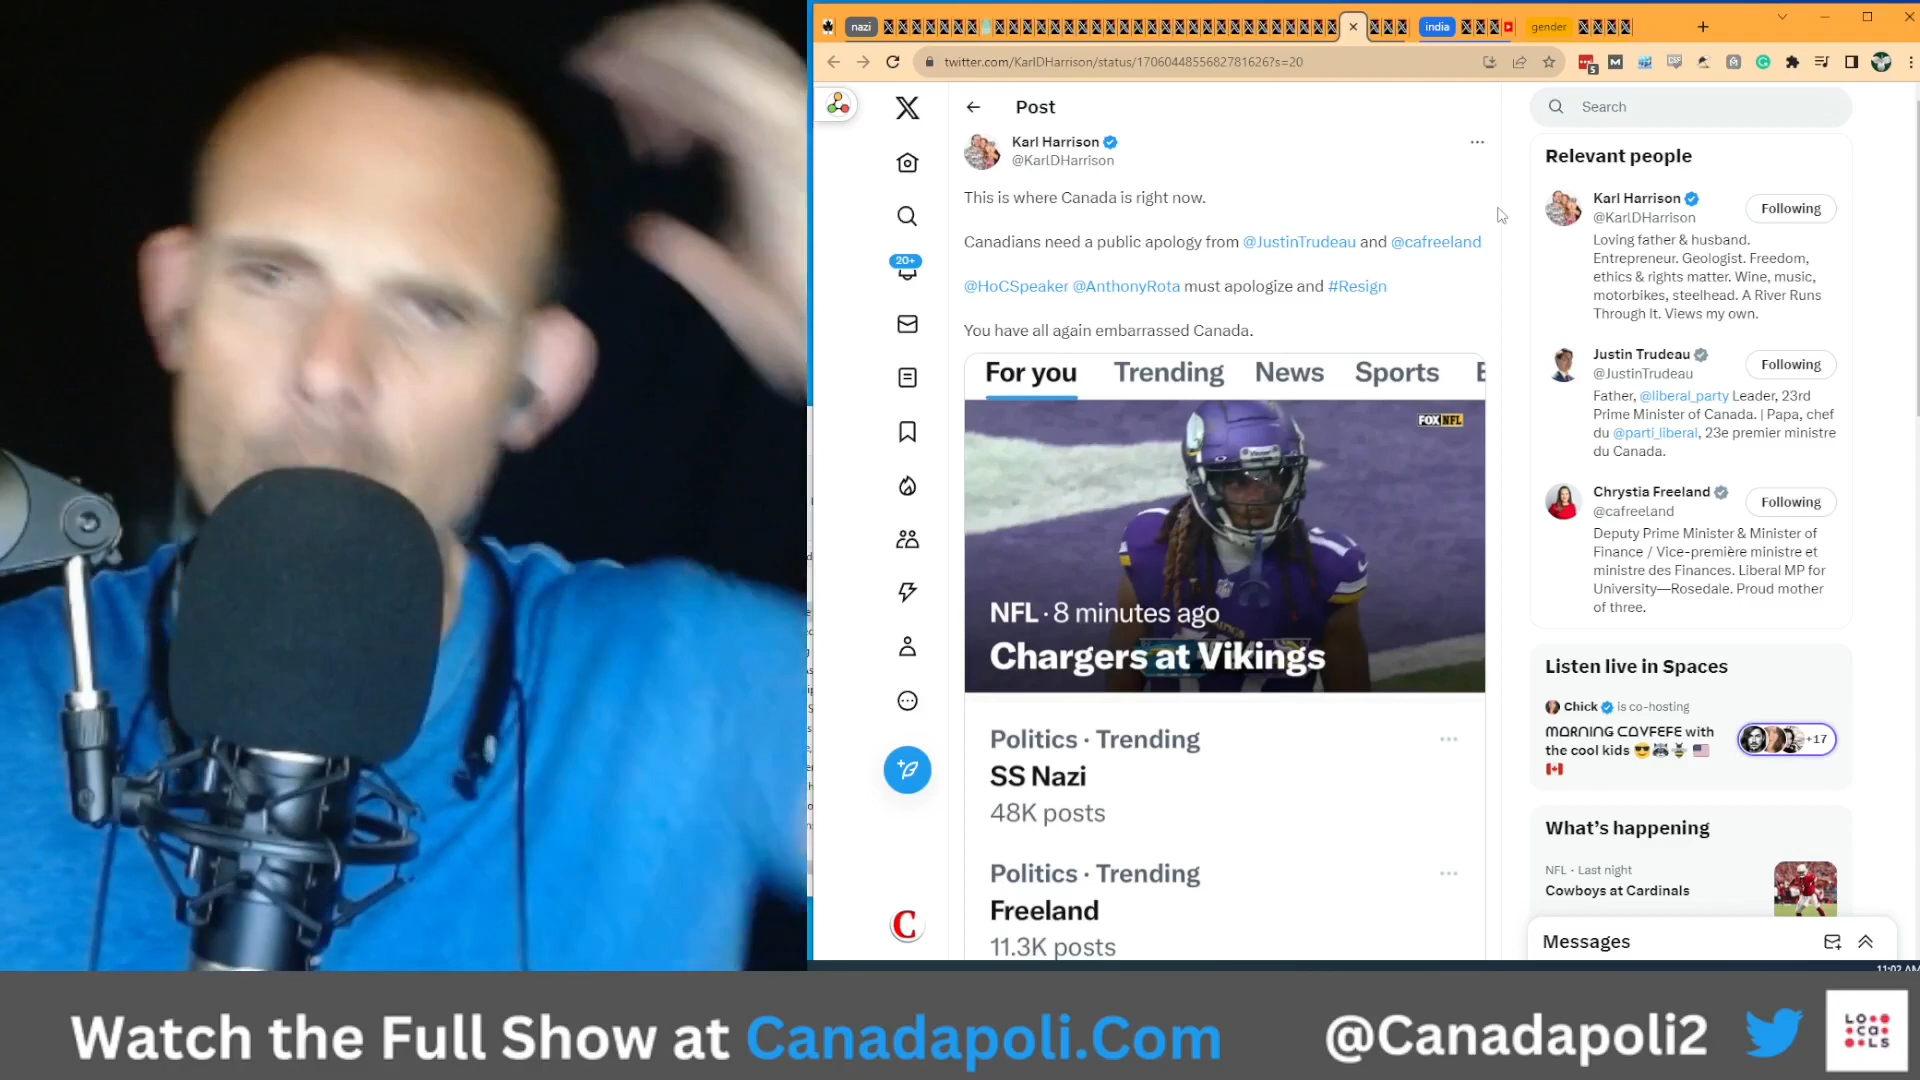 nazi
india
gender
twitter.com/KarlDHarrison/status/1706044855682781626?s=20
5
Post
Search
Karl Harrison
@KarlDHarrison
This is where Canada is right now.
Canadians need a public apology from @JustinTrudeau and @cafreeland
@HoCSpeaker @AnthonyRota must apologize and #Resign
You have all again embarrassed Canada.
20+
For you Trending News Sports
FOX NFL
NFL · 8 minutes ago
Chargers at Vikings
Politics · Trending
SS Nazi
48K posts
Politics · Trending
Freeland
11.3K posts
Relevant people
Karl Harrison
@KarlDHarrison
Following
Loving father & husband.
Entrepreneur. Geologist. Freedom,
ethics & rights matter. Wine, music,
motorbikes, steelhead. A River Runs
Through It. Views my own.
Justin Trudeau
@JustinTrudeau
Following
Father, @liberal_party Leader, 23rd
Prime Minister of Canada. | Papa, chef
du @parti_liberal, 23e premier ministre
du Canada.
Chrystia Freeland
@cafreeland
Following
Deputy Prime Minister & Minister of
Finance / Vice-première ministre et
ministre des Finances. Liberal MP for
University—Rosedale. Proud mother
of three.
Listen live in Spaces
Chick is co-hosting
MORNING COVFEFE with
the cool kids
+17
What's happening
NFL · Last night
Cowboys at Cardinals
Messages
C
11:02 AM
Watch the Full Show at Canadapoli.Com
@Canadapoli2
LO
ca
LS